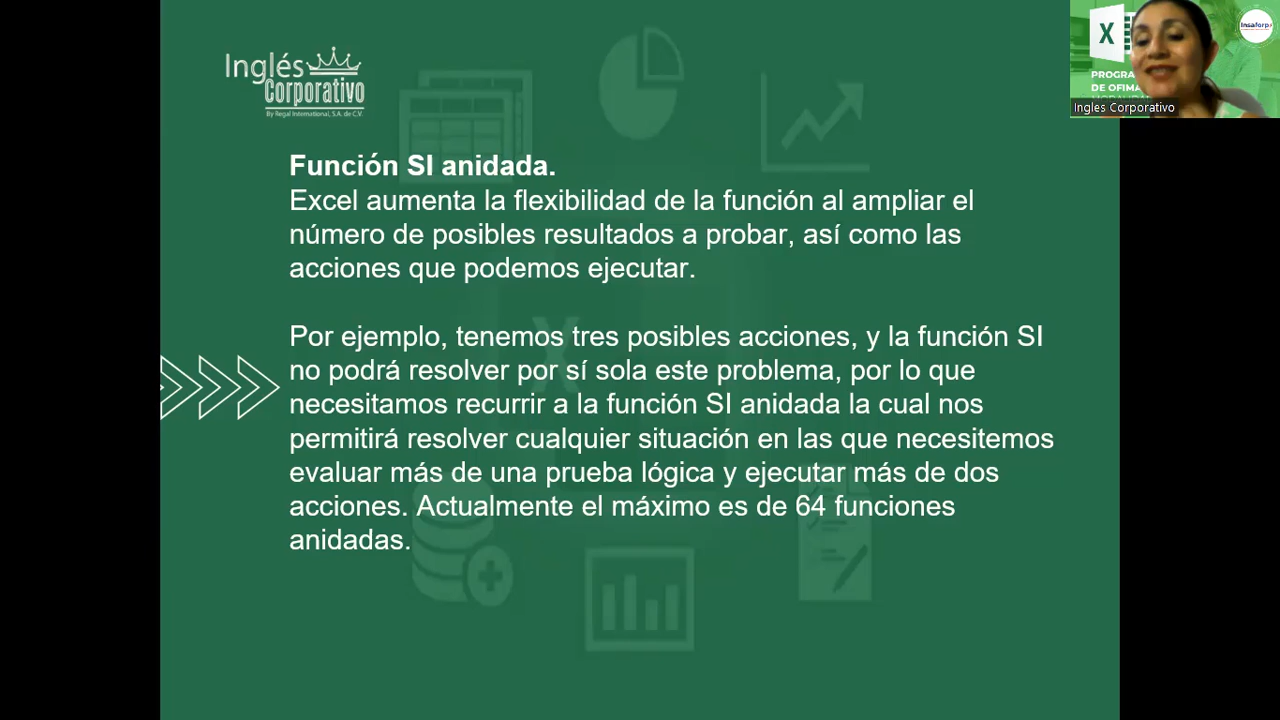 Inglés
Corporativo
By Regal International, S.A. de C.V.
Función SI anidada.
Excel aumenta la flexibilidad de la función al ampliar el
número de posibles resultados a probar, así como las
acciones que podemos ejecutar.
Por ejemplo, tenemos tres posibles acciones, y la función SI
no podrá resolver por sí sola este problema, por lo que
necesitamos recurrir a la función SI anidada la cual nos
permitirá resolver cualquier situación en las que necesitemos
evaluar más de una prueba lógica y ejecutar más de dos
acciones. Actualmente el máximo es de 64 funciones
anidadas.
X
Insaforp
PROGRA
DE OFIMA
Ingles Corporativo